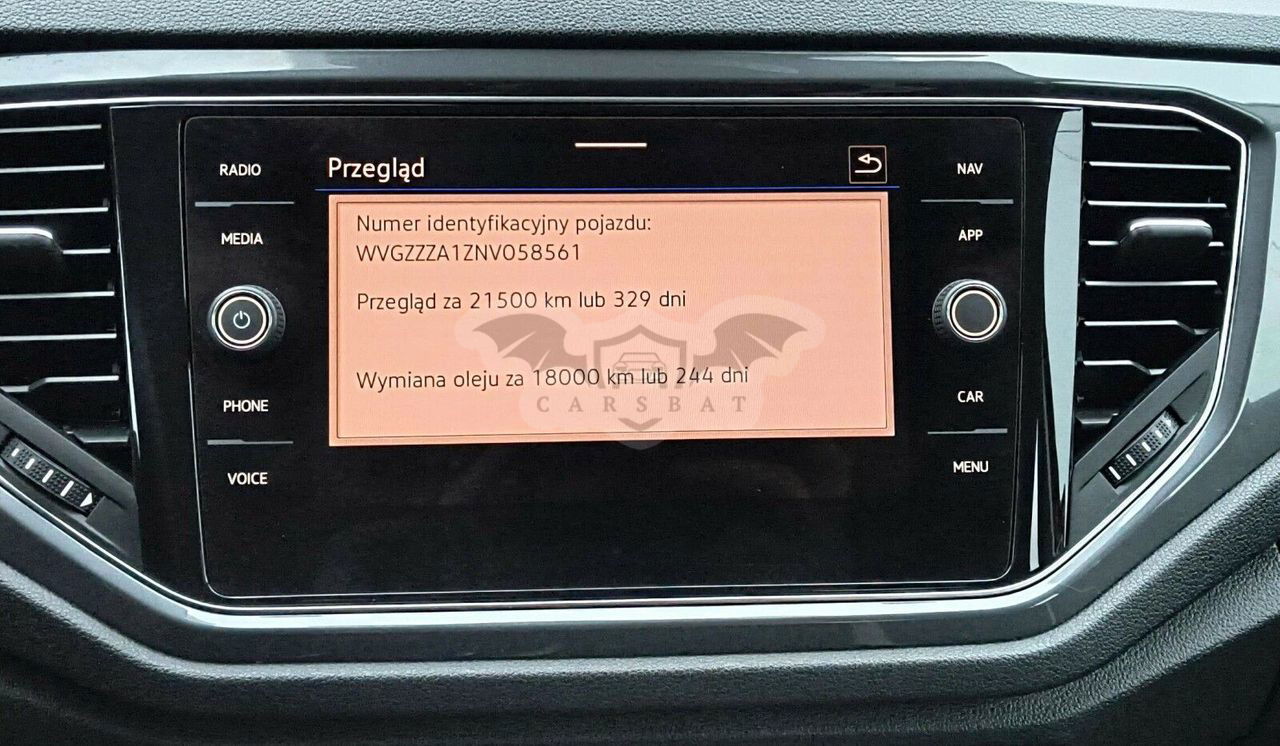 RADIO
MEDIA
PHONE
VOICE
Przegląd
Numer identyfikacyjny pojazdu:
WVGZZZA1ZNV058561
Przegląd za 21500 km lub 329 dni
Wymiana oleju za 18000 km lub 244 dni
CARSBAT
NAV
APP
CAR
MENU